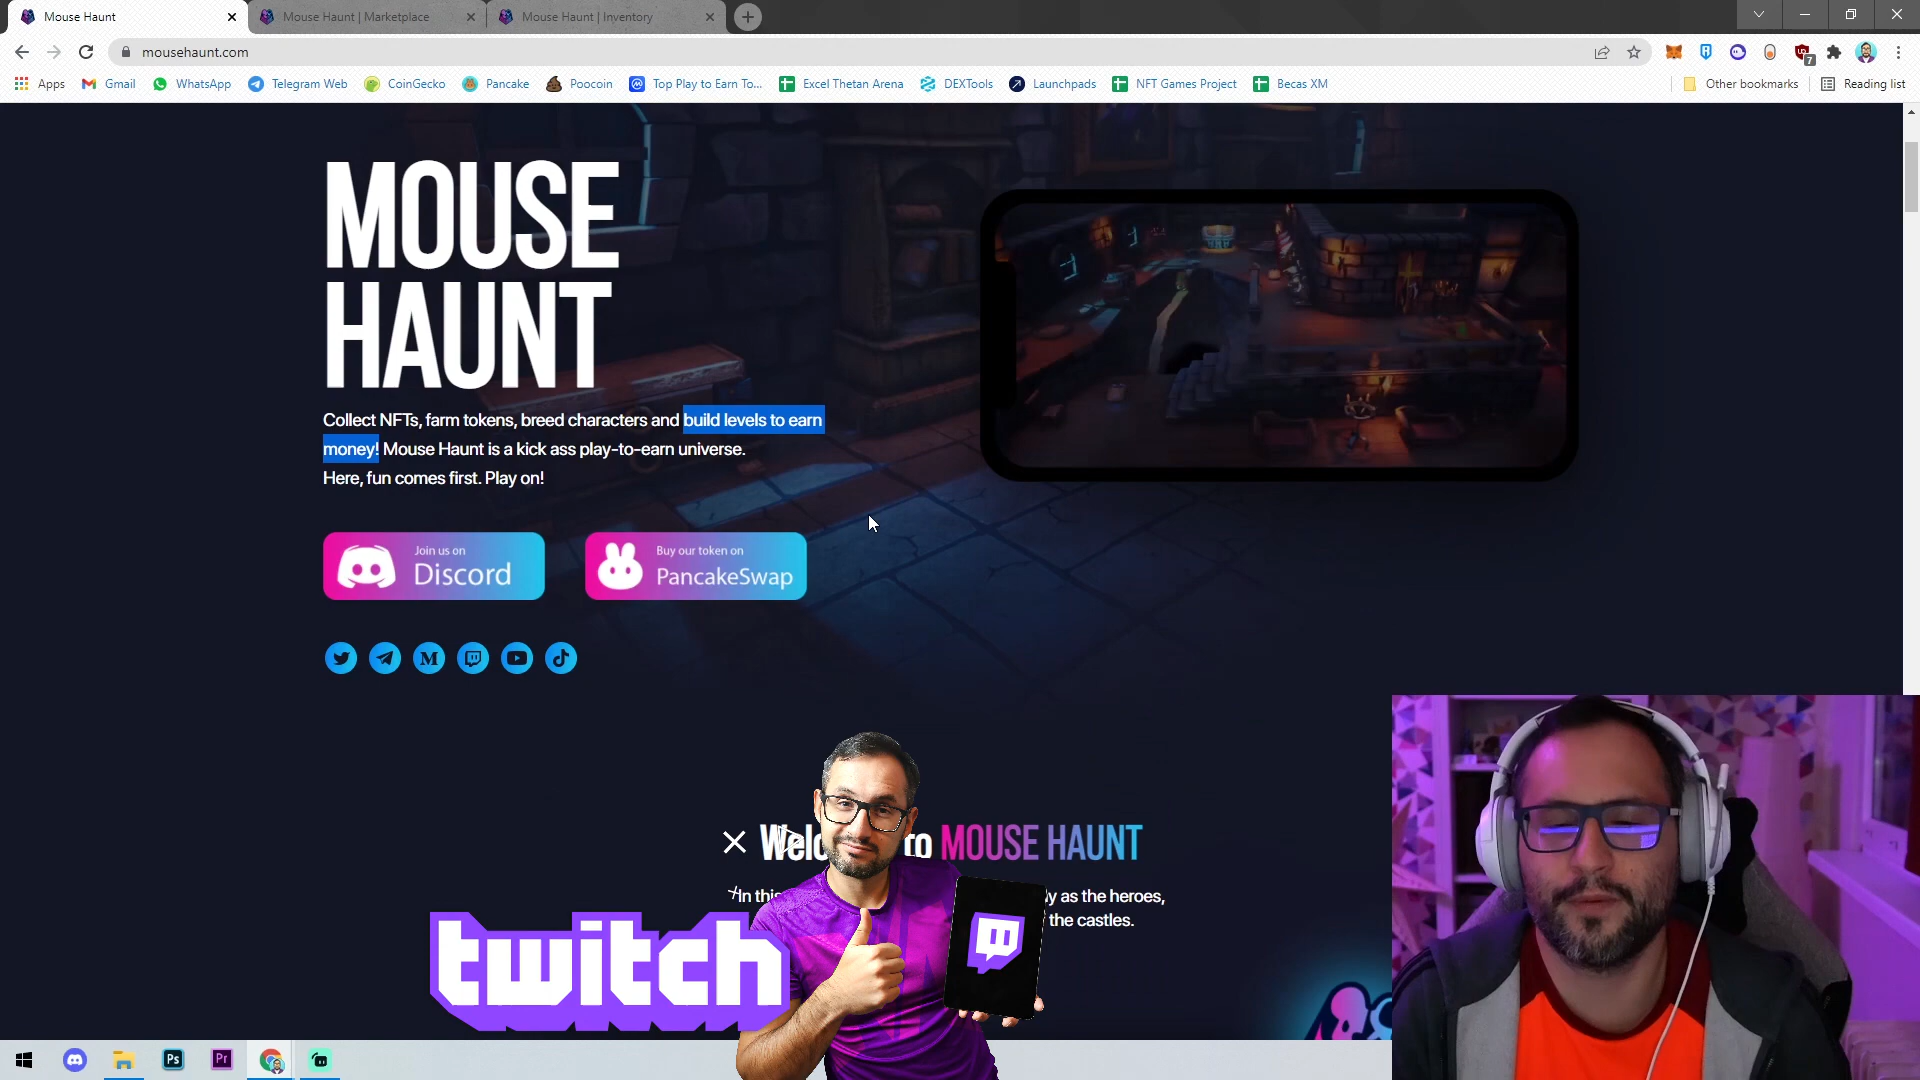 Mouse Haunt
Mouse Haunt | Marketplace
Mouse Haunt | Inventory
mousehaunt.com
7
Apps
Gmail
WhatsApp
Telegram Web
CoinGecko
Pancake
Poocoin
Top Play to Earn To...
Excel Thetan Arena
DEXTools
Launchpads
NFT Games Project
Becas XM
Other bookmarks
Reading list
MOUSE
HAUNT
Collect NFTs, farm tokens, breed characters and build levels to earn
money! Mouse Haunt is a kick ass play-to-earn universe.
Here, fun comes first. Play on!
Join us on
Discord
Buy our token on
PancakeSwap
to MOUSE HAUNT
as the heroes,
the castles.
twitch
Ps
Pr